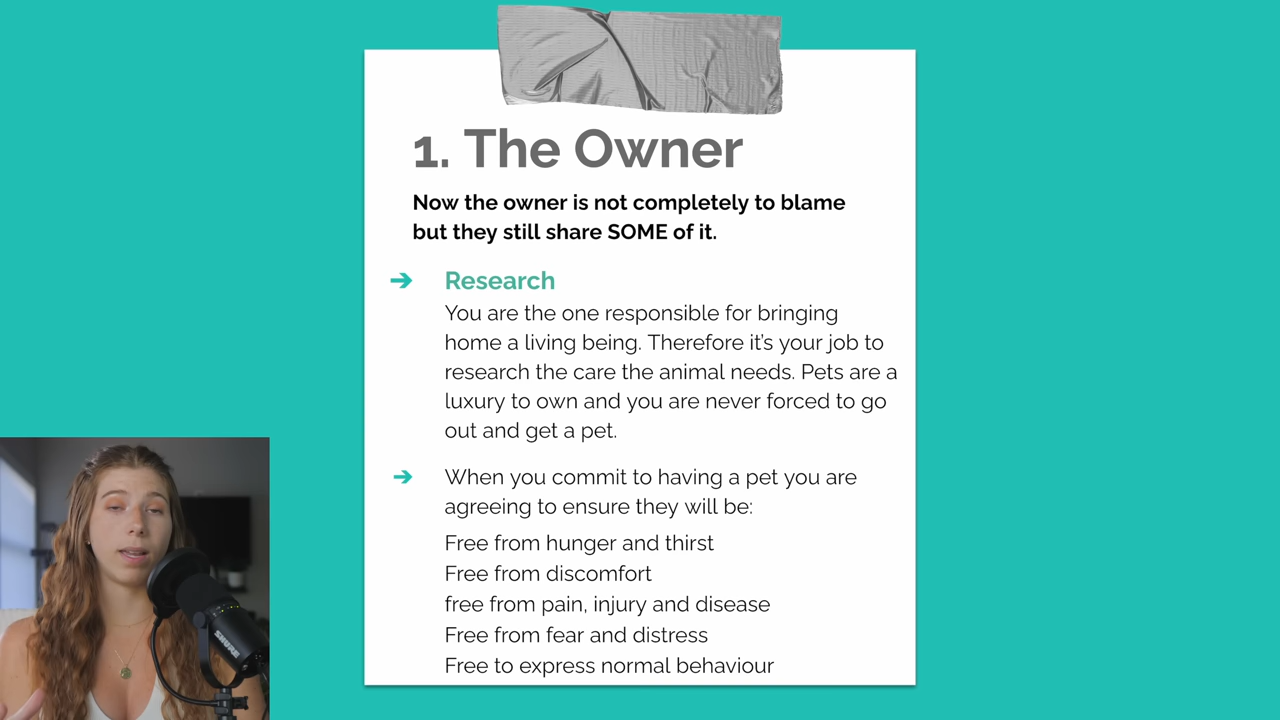 1. The Owner
Now the owner is not completely to blame
but they still share SOME of it.
➔ Research
You are the one responsible for bringing
home a living being. Therefore it's your job to
research the care the animal needs. Pets are a
luxury to own and you are never forced to go
out and get a pet.
➔ When you commit to having a pet you are
agreeing to ensure they will be:
Free from hunger and thirst
Free from discomfort
free from pain, injury and disease
Free from fear and distress
Free to express normal behaviour
SHURE